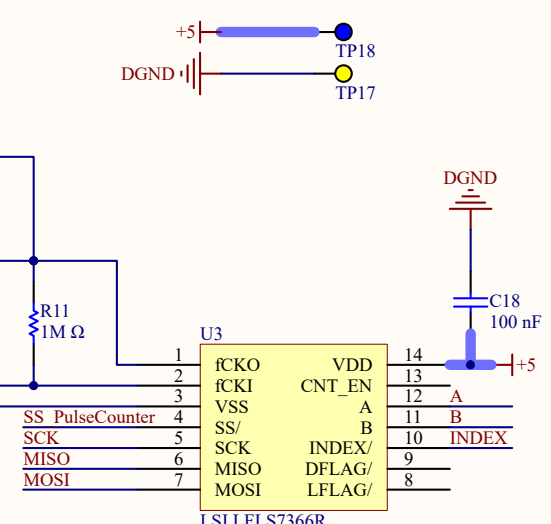 +5
TP18
DGND
TP17
DGND
C18
100 nF
R11
1M Ω
U3
1 fCKO VDD 14 +5
2 fCKI CNT_EN 13
3 VSS A 12 A
SS_PulseCounter 4 SS/ B 11 B
SCK 5 SCK INDEX/ 10 INDEX
MISO 6 MISO DFLAG/ 9
MOSI 7 MOSI LFLAG/ 8